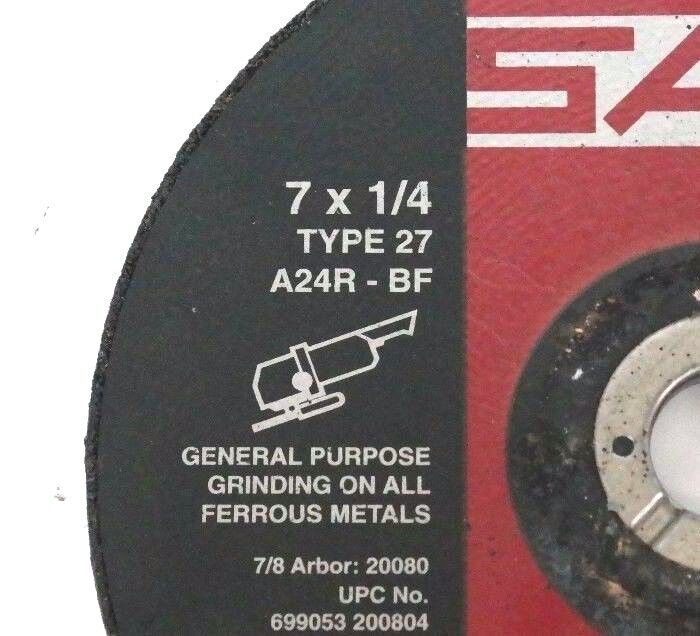 SA
7 x 1/4
TYPE 27
A24R - BF
GENERAL PURPOSE
GRINDING ON ALL
FERROUS METALS
7/8 Arbor: 20080
UPC No.
699053 200804